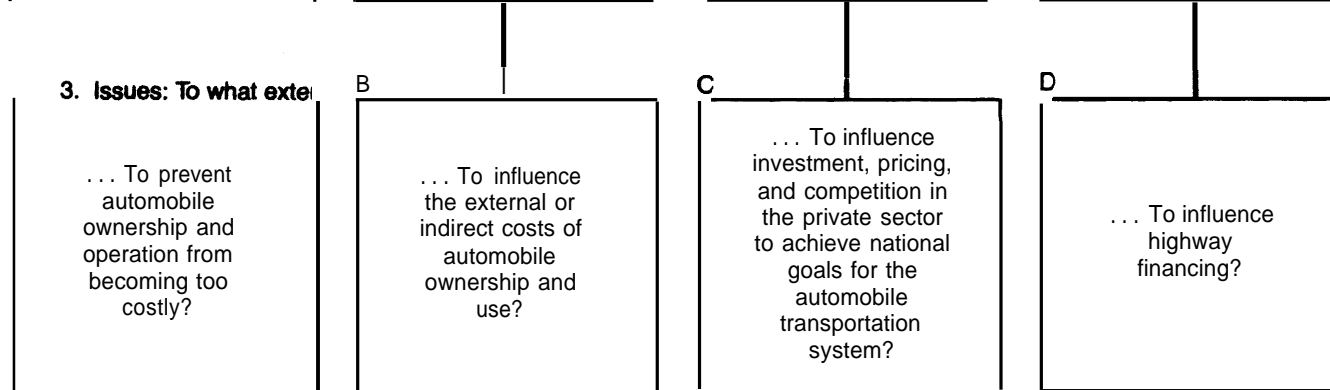 3. Issues: To what
B
C
D
... To prevent
automobile
ownership and
operation from
becoming too
costly?
... To influence
the external or
indirect costs of
automobile
ownership and
use?
... To influence
investment, pricing,
and competition in
the private sector
to achieve national
goals for the
automobile
transportation
system?
... To influence
highway
financing?